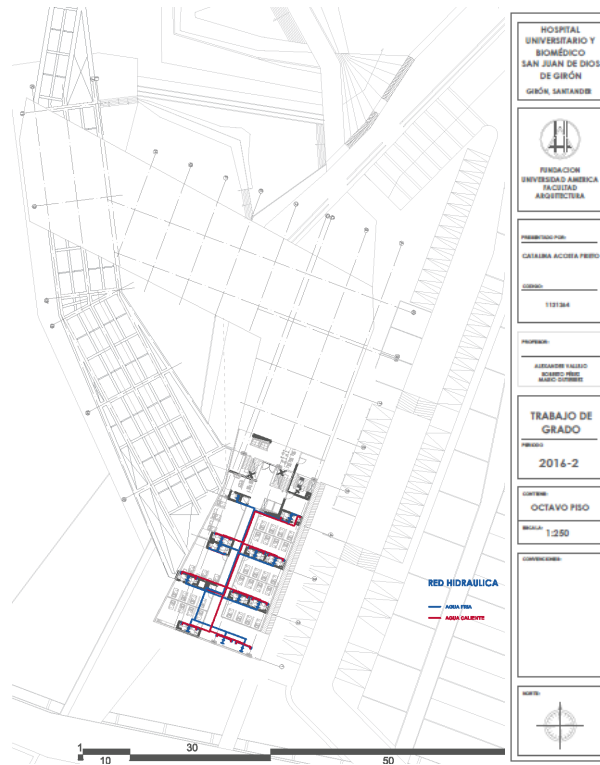 HOSPITAL
UNIVERSITARIO Y
BIOMÉDICO
SAN JUAN DE DIOS
DE GIRÓN
GIRÓN, SANTANDER
FUNDACION
UNIVERSIDAD AMERICA
FACULTAD
ARQUITECTURA
PRESENTADO POR:
CATALINA ACOSTA PRIETO
CODIGO:
1131264
PROFESOR:
ALEXANDER VALLEJO
ROBERTO PÉREZ
MARIO GUTIERREZ
TRABAJO DE
GRADO
PERIODO:
2016-2
CONTIENE:
OCTAVO PISO
ESCALA:
1:250
CONVENCIONES:
NORTE:
RED HIDRAULICA
AGUA FRIA
AGUA CALIENTE
1
10
30
50